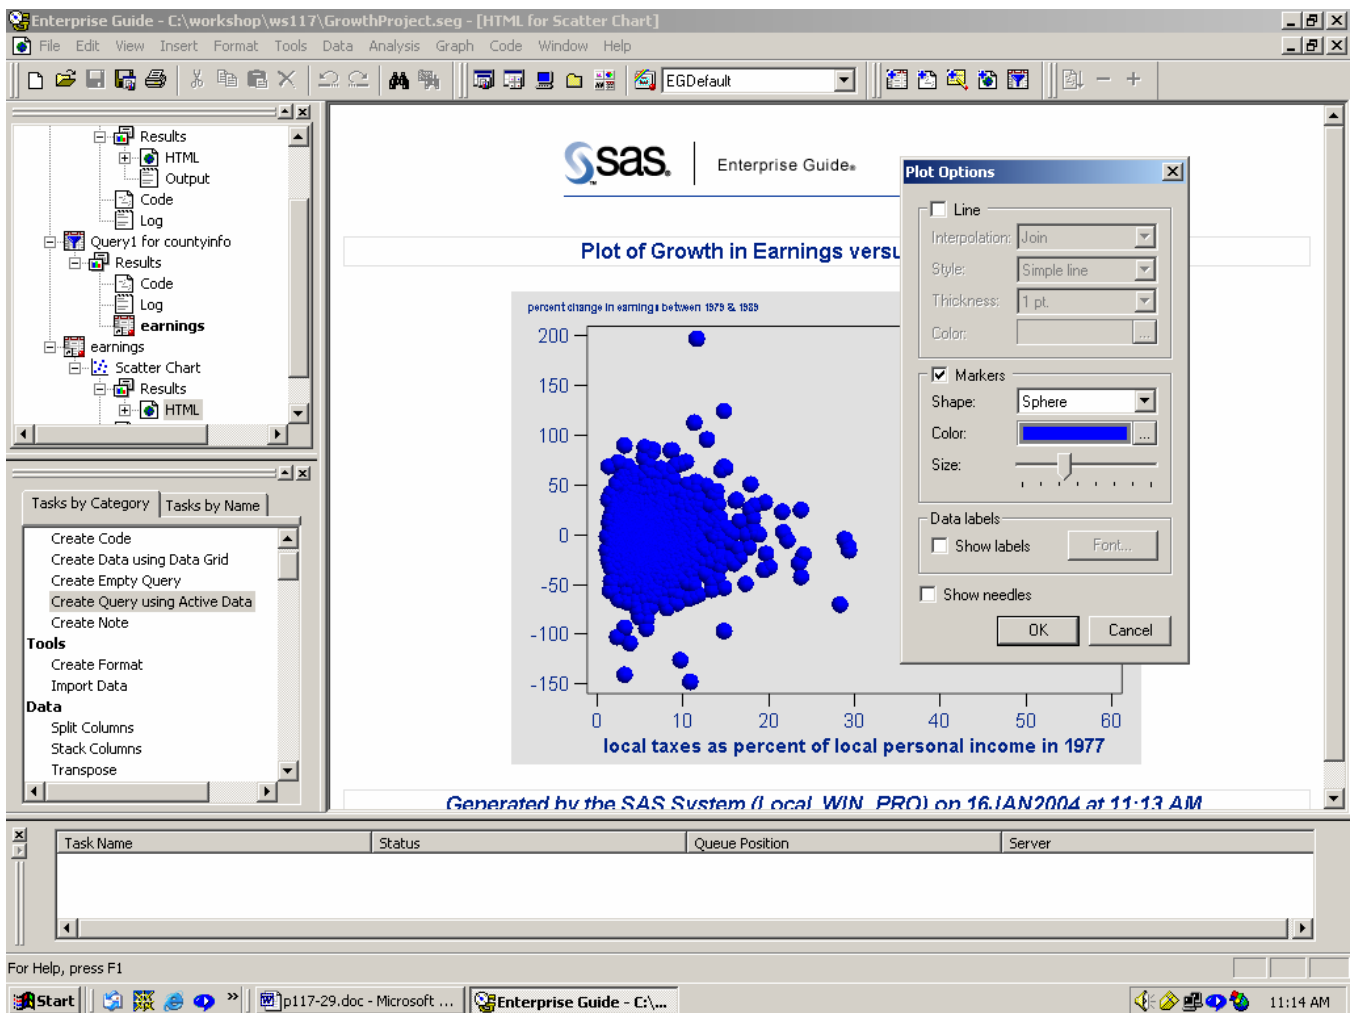 Enterprise Guide - C:\workshop\ws117\GrowthProject.seg - [HTML for Scatter Chart]
File Edit View Insert Format Tools Data Analysis Graph Code Window Help
EGDefault
Results
HTML
Output
Code
Log
Query1 for countyinfo
Results
Code
Log
earnings
earnings
Scatter Chart
Results
HTML
Tasks by Category
Tasks by Name
Create Code
Create Data using Data Grid
Create Empty Query
Create Query using Active Data
Create Note
Tools
Create Format
Import Data
Data
Split Columns
Stack Columns
Transpose
sas. Enterprise Guide®
Plot of Growth in Earnings versu
percent change in earnings between 1979 & 1989
200
150
100
50
0
-50
-100
-150
0 10 20 30 40 50 60
local taxes as percent of local personal income in 1977
Generated by the SAS System (Local, WIN_PRO) on 16JAN2004 at 11:13 AM
Plot Options
Line
Interpolation: Join
Style: Simple line
Thickness: 1 pt.
Color: ...
Markers
Shape: Sphere
Color: ...
Size:
Data labels
Show labels Font...
Show needles
OK Cancel
Task Name Status Queue Position Server
For Help, press F1
Start » p117-29.doc - Microsoft ... Enterprise Guide - C:\... 11:14 AM